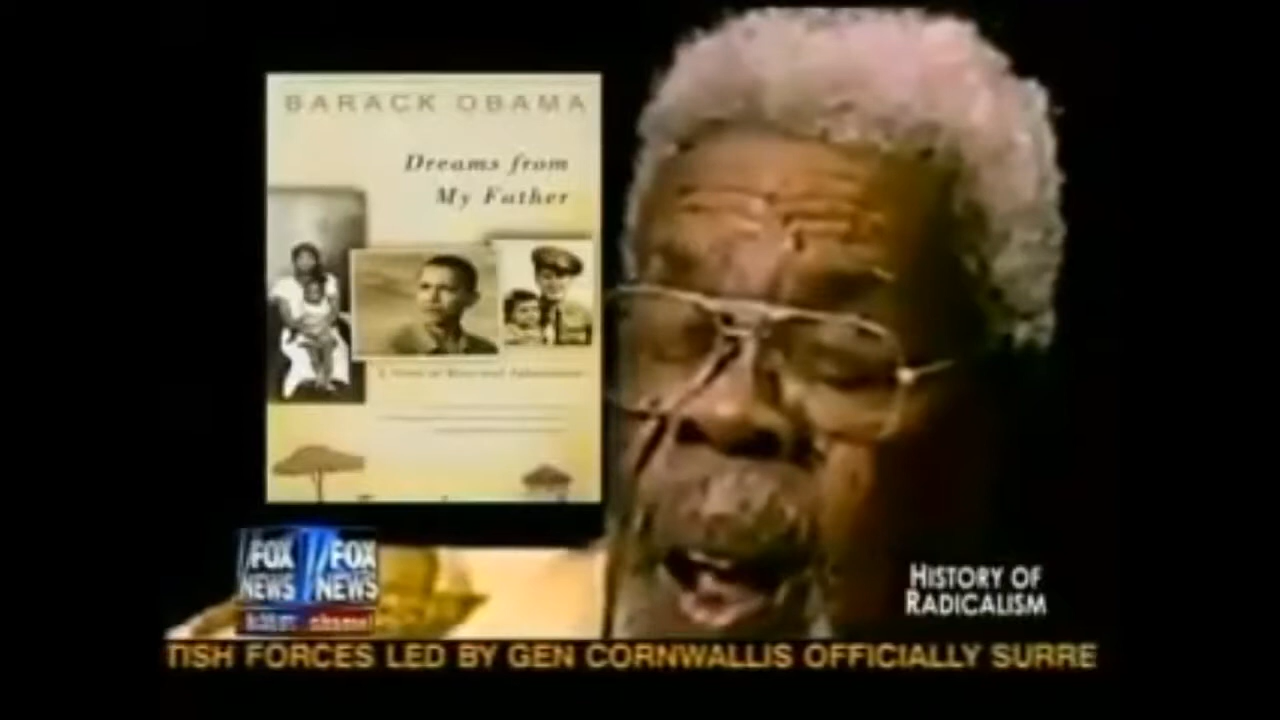 BARACK OBAMA
Dreams from
My Father
FOX FOX
NEWS NEWS
HISTORY OF
RADICALISM
TISH FORCES LED BY GEN CORNWALLIS OFFICIALLY SURRE